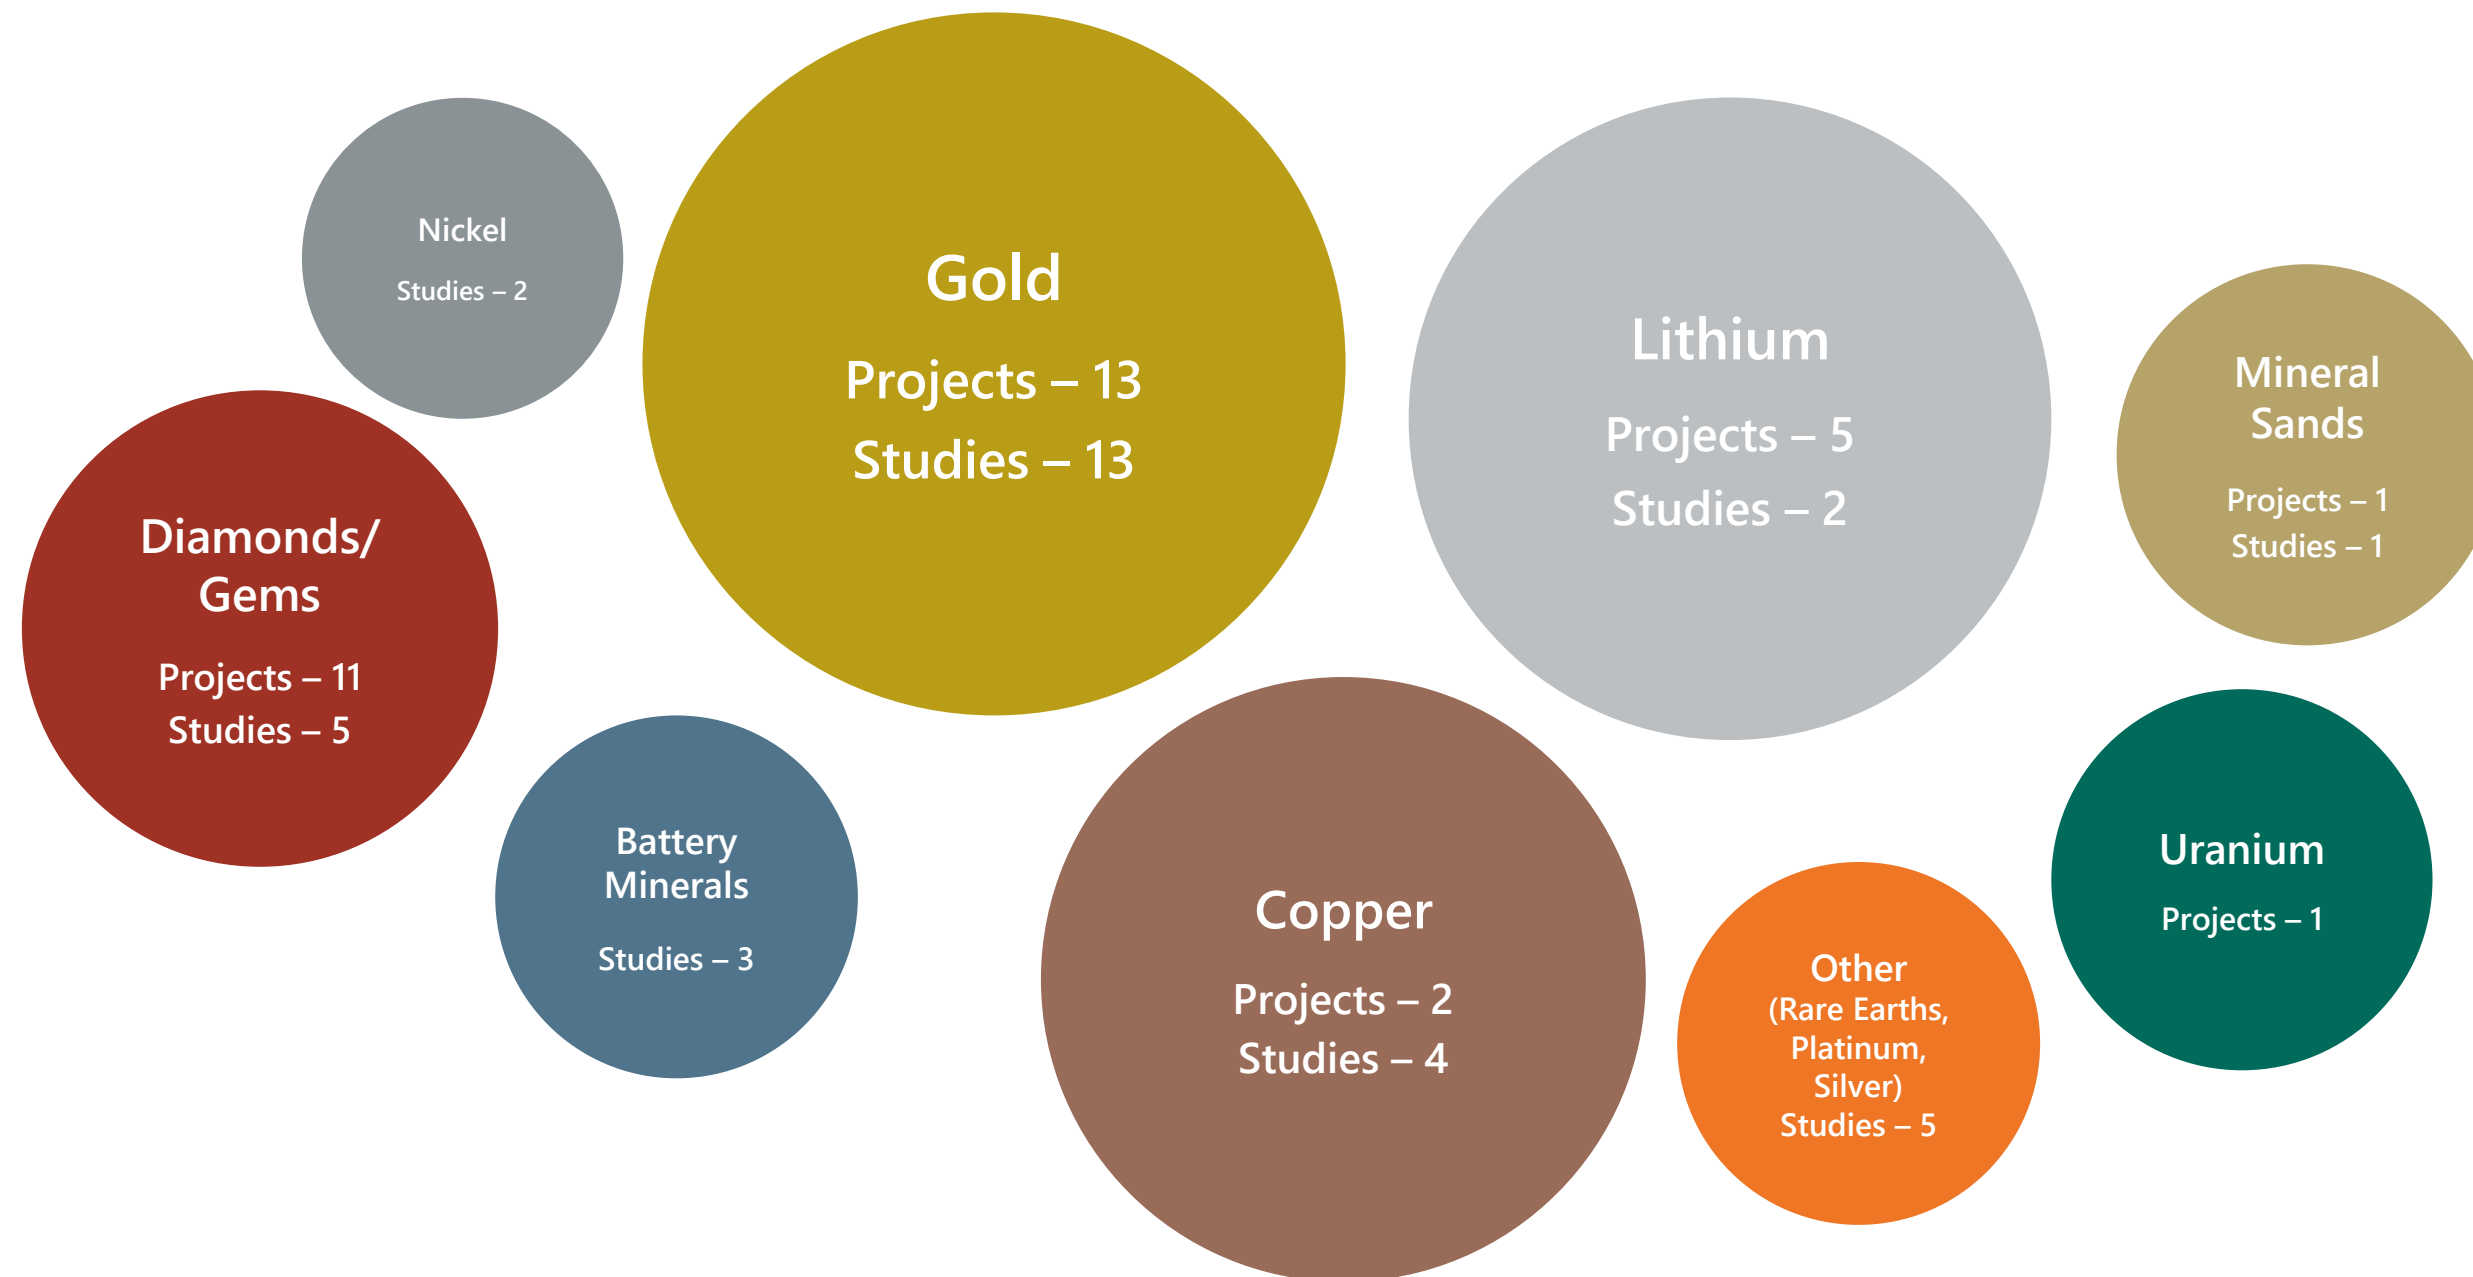 Nickel
Studies – 2
Gold
Projects – 13
Studies – 13
Lithium
Projects – 5
Studies – 2
Mineral
Sands
Projects – 1
Studies – 1
Diamonds/
Gems
Projects – 11
Studies – 5
Battery
Minerals
Studies – 3
Copper
Projects – 2
Studies – 4
Other
(Rare Earths,
Platinum,
Silver)
Studies – 5
Uranium
Projects – 1